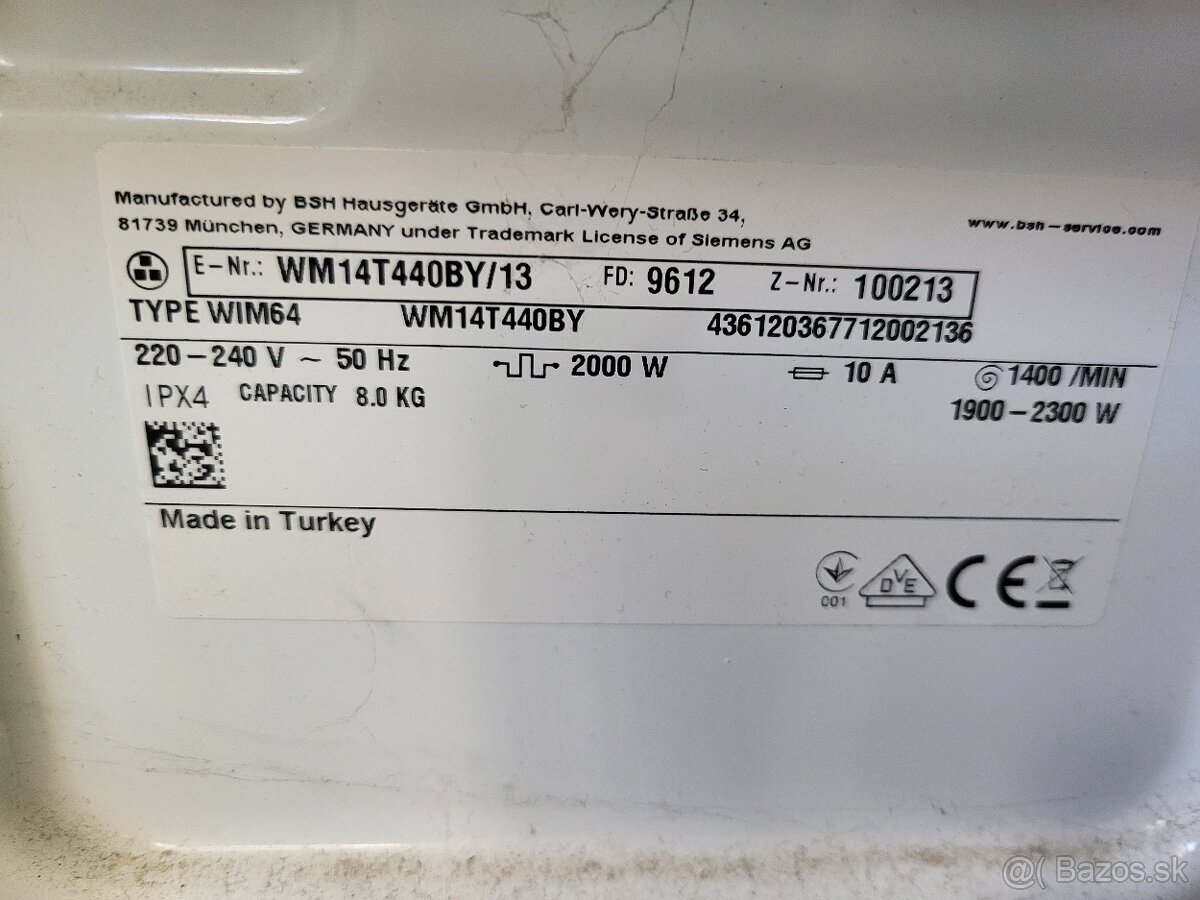 Manufactured by BSH Hausgeräte GmbH, Carl-Wery-Straße 34,
81739 München, GERMANY under Trademark License of Siemens AG
www.bsh-service.com
E-Nr.: WM14T440BY/13 FD: 9612 Z-Nr.: 100213
TYPE WIM64 WM14T440BY 436120367712002136
220-240 V ~ 50 Hz 2000 W 10 A 1400 /MIN
IPX4 CAPACITY 8.0 KG 1900-2300 W
Made in Turkey
001 DVE CE
@( Bazos.sk